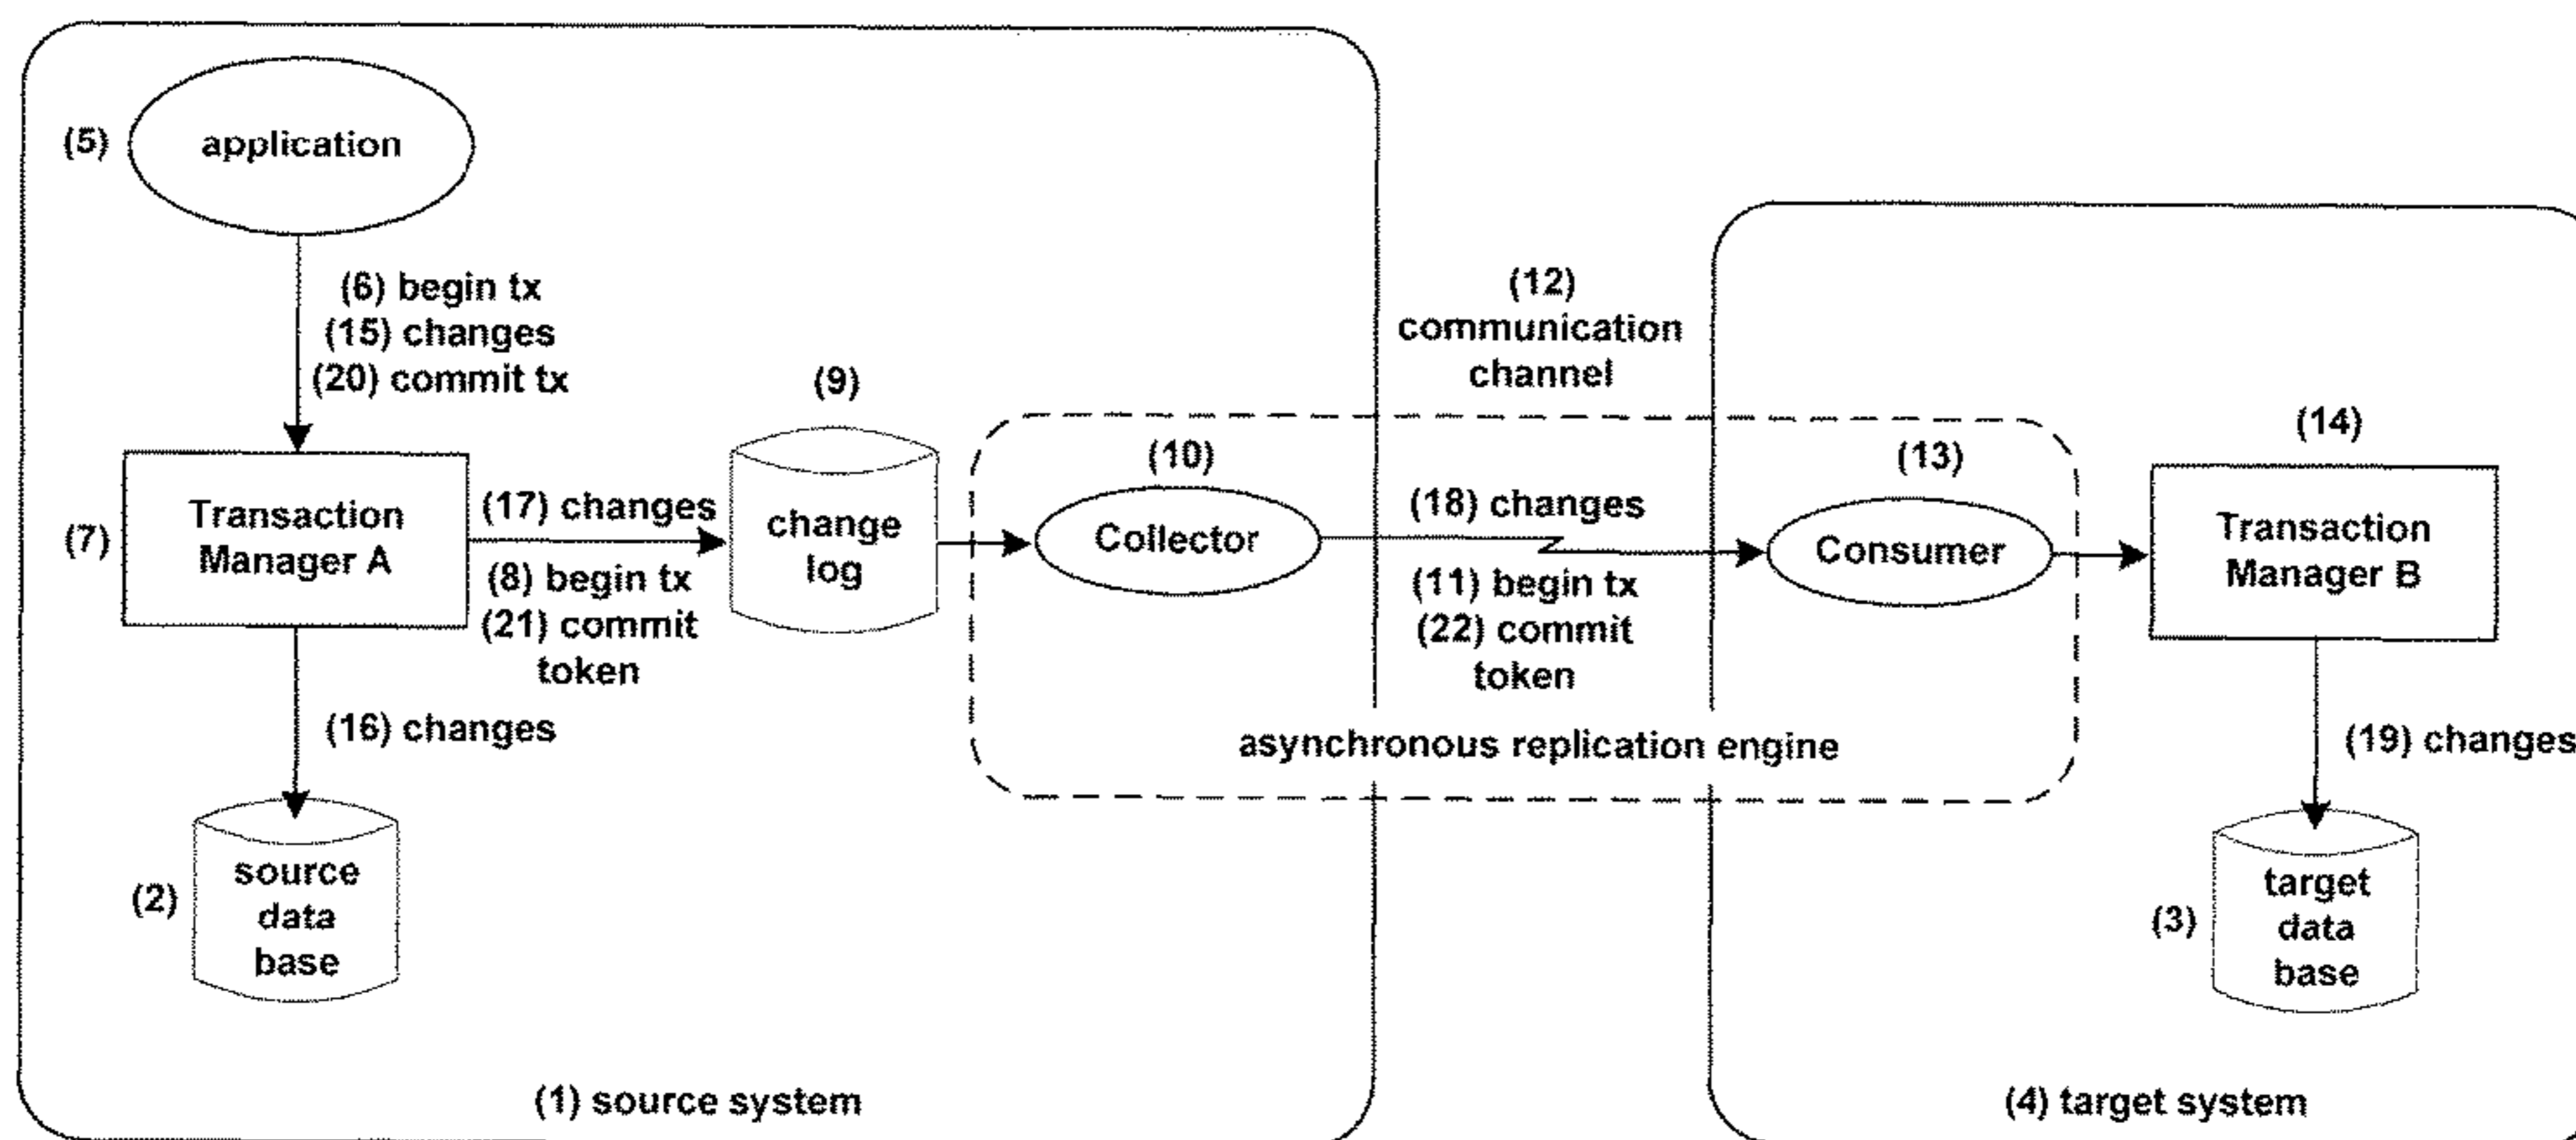 (5)
application
(6) begin tx
(15) changes
(20) commit tx
(7)
Transaction
Manager A
(17) changes
(8) begin tx
(21) commit
token
(9)
change
log
(16) changes
(2)
source
data
base
(1) source system
(12)
communication
channel
(10)
Collector
(18) changes
(11) begin tx
(22) commit
token
(13)
Consumer
asynchronous replication engine
(14)
Transaction
Manager B
(19) changes
(3)
target
data
base
(4) target system